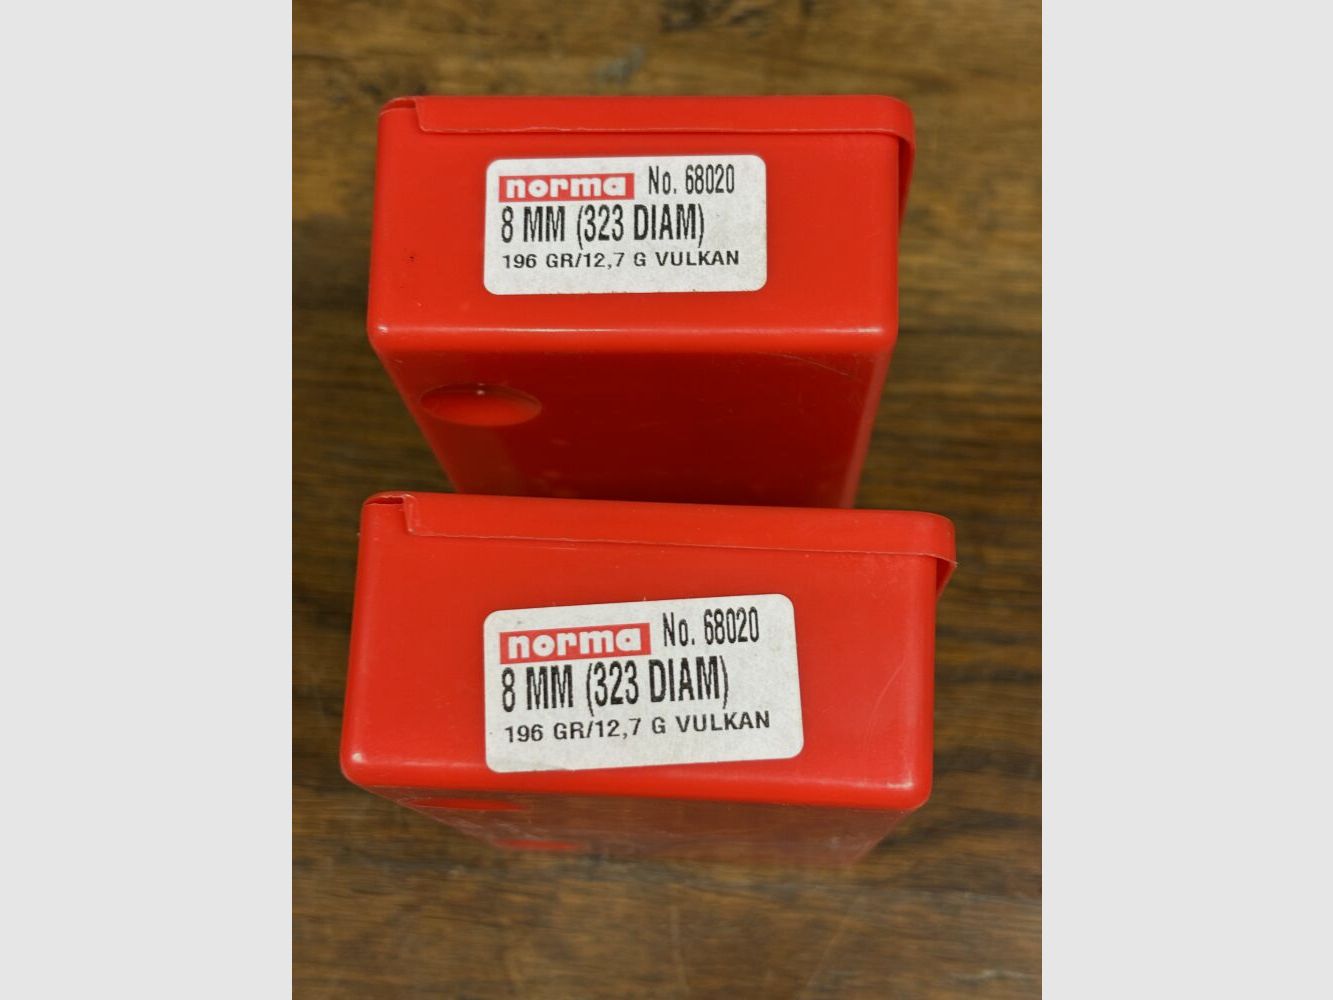 norma No. 68020
8 MM (323 DIAM)
196 GR/12,7 G VULKAN
norma No. 68020
8 MM (323 DIAM)
196 GR/12,7 G VULKAN